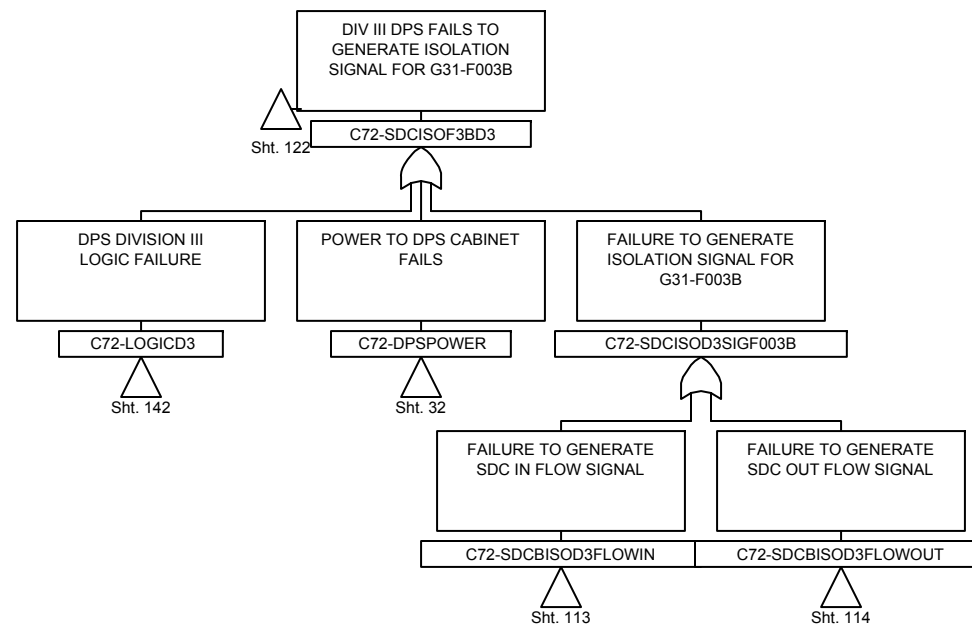 DIV III DPS FAILS TO
GENERATE ISOLATION
SIGNAL FOR G31-F003B
Sht. 122
C72-SDCISOF3BD3
DPS DIVISION III
LOGIC FAILURE
POWER TO DPS CABINET
FAILS
FAILURE TO GENERATE
ISOLATION SIGNAL FOR
G31-F003B
C72-LOGICD3
C72-DPSPOWER
C72-SDCISOD3SIGF003B
Sht. 142
Sht. 32
FAILURE TO GENERATE
SDC IN FLOW SIGNAL
FAILURE TO GENERATE
SDC OUT FLOW SIGNAL
C72-SDCBISOD3FLOWIN
C72-SDCBISOD3FLOWOUT
Sht. 113
Sht. 114